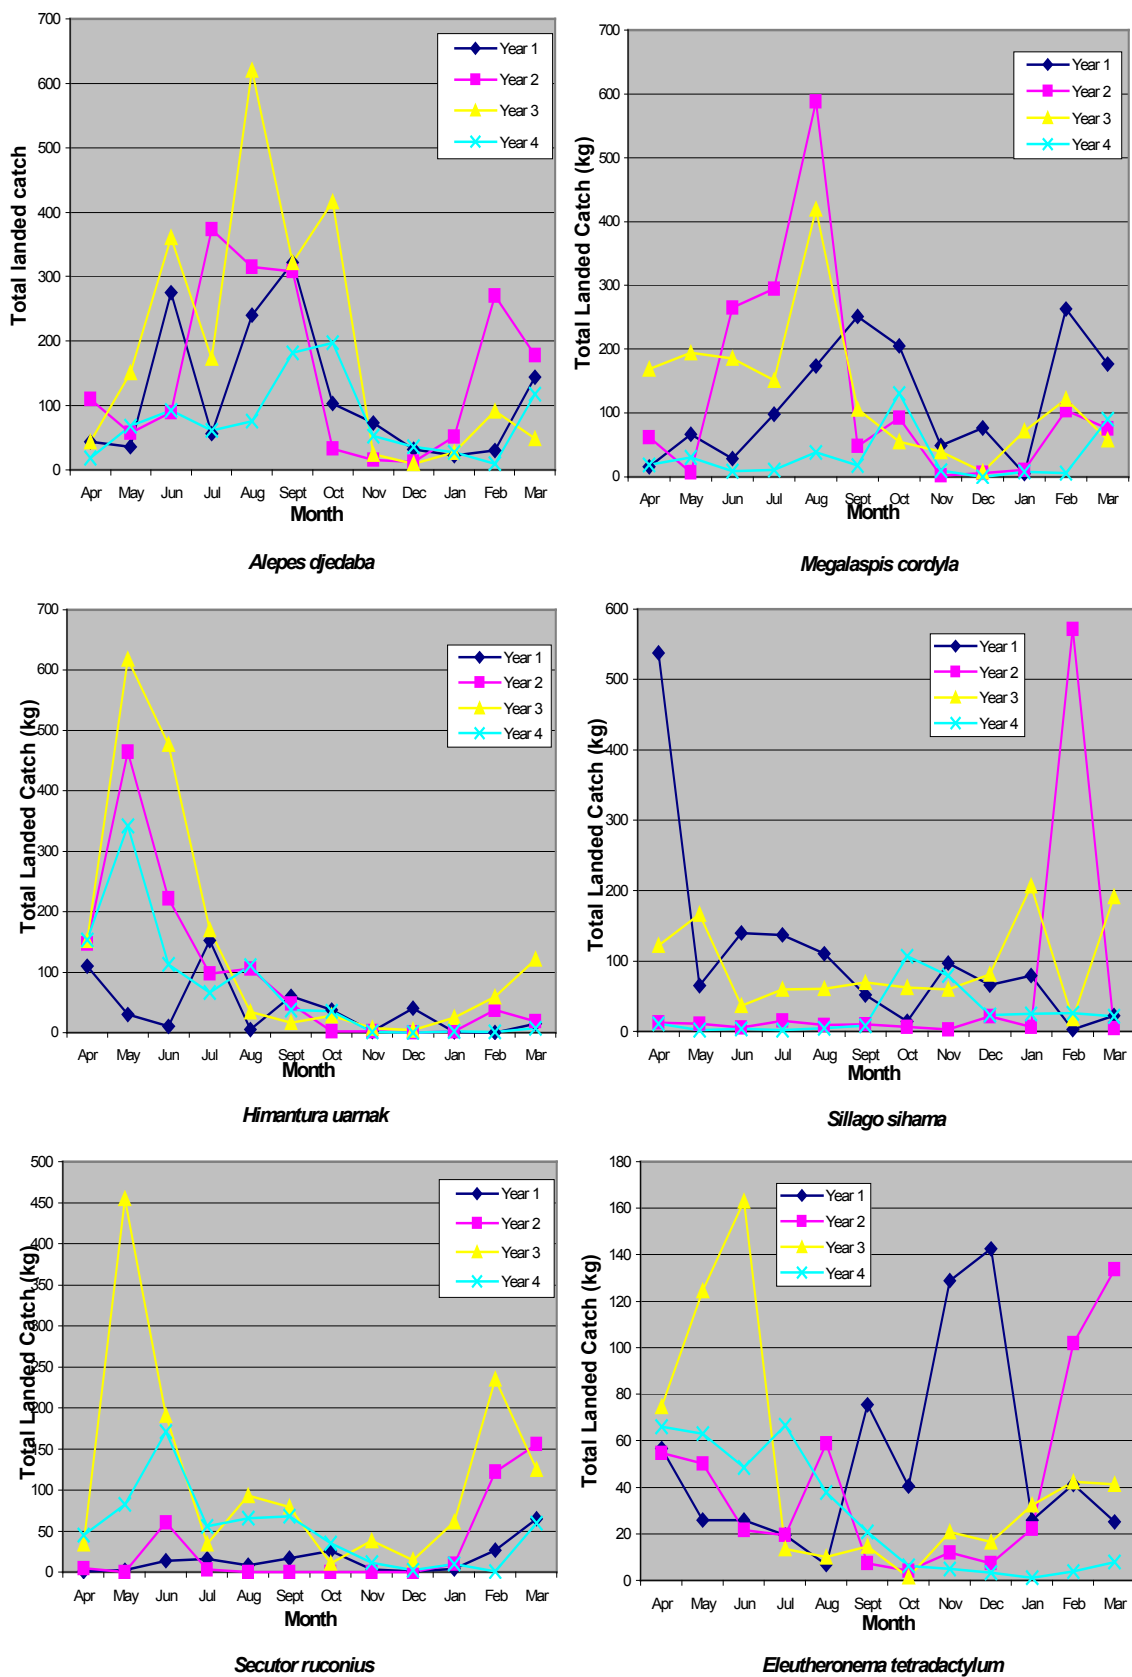 Total landed catch
700
600
500
400
300
200
100
0
Year 1
Year 2
Year 3
Year 4
Apr May Jun Jul Aug Sept Oct Nov Dec Jan Feb Mar
Month
Alepes djedaba
Total Landed Catch (kg)
700
600
500
400
300
200
100
0
Year 1
Year 2
Year 3
Year 4
Apr May Jun Jul Aug Sept Oct Nov Dec Jan Feb Mar
Month
Megalaspis cordyla
Total Landed Catch (kg)
700
600
500
400
300
200
100
0
Year 1
Year 2
Year 3
Year 4
Apr May Jun Jul Aug Sept Oct Nov Dec Jan Feb Mar
Month
Himantura uarnak
Total Landed Catch (kg)
600
500
400
300
200
100
0
Year 1
Year 2
Year 3
Year 4
Apr May Jun Jul Aug Sept Oct Nov Dec Jan Feb Mar
Month
Sillago sihama
Total Landed Catch (kg)
500
450
400
350
300
250
200
150
100
50
0
Year 1
Year 2
Year 3
Year 4
Apr May Jun Jul Aug Sept Oct Nov Dec Jan Feb Mar
Month
Secutor ruconius
Total Landed Catch (kg)
180
160
140
120
100
80
60
40
20
0
Year 1
Year 2
Year 3
Year 4
Apr May Jun Jul Aug Sept Oct Nov Dec Jan Feb Mar
Month
Eleutheronema tetradactylum